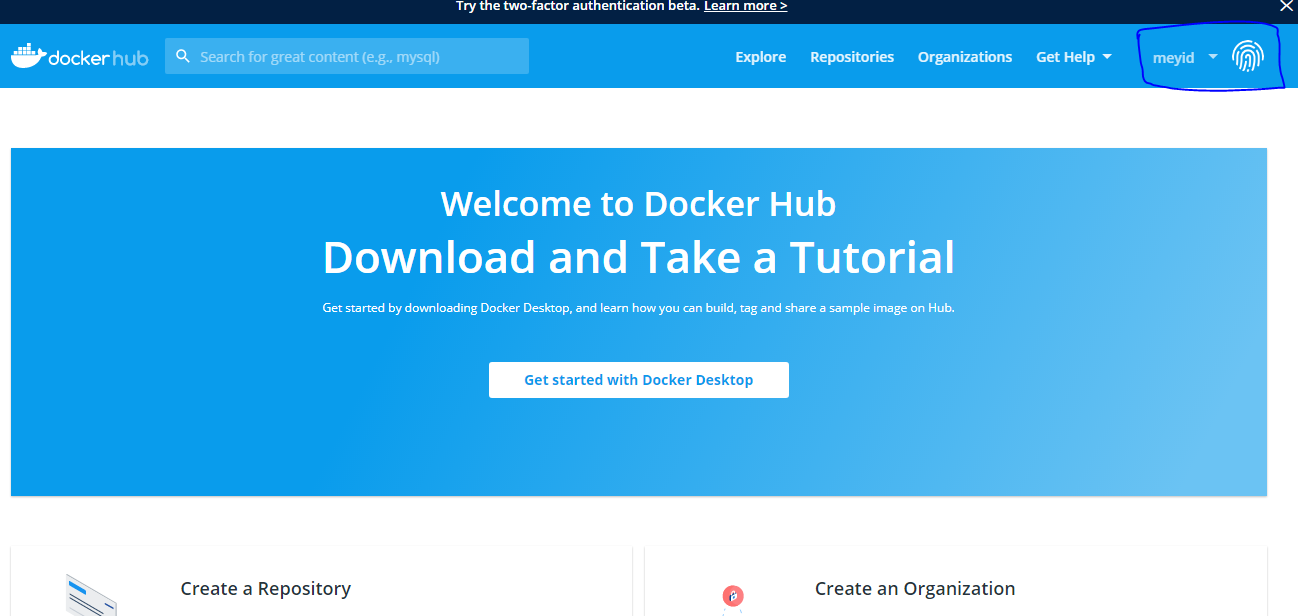 Try the two-factor authentication beta. Learn more >
docker hub
Search for great content (e.g., mysql)
Explore
Repositories
Organizations
Get Help
meyid
Welcome to Docker Hub
Download and Take a Tutorial
Get started by downloading Docker Desktop, and learn how you can build, tag and share a sample image on Hub.
Get started with Docker Desktop
Create a Repository
Create an Organization